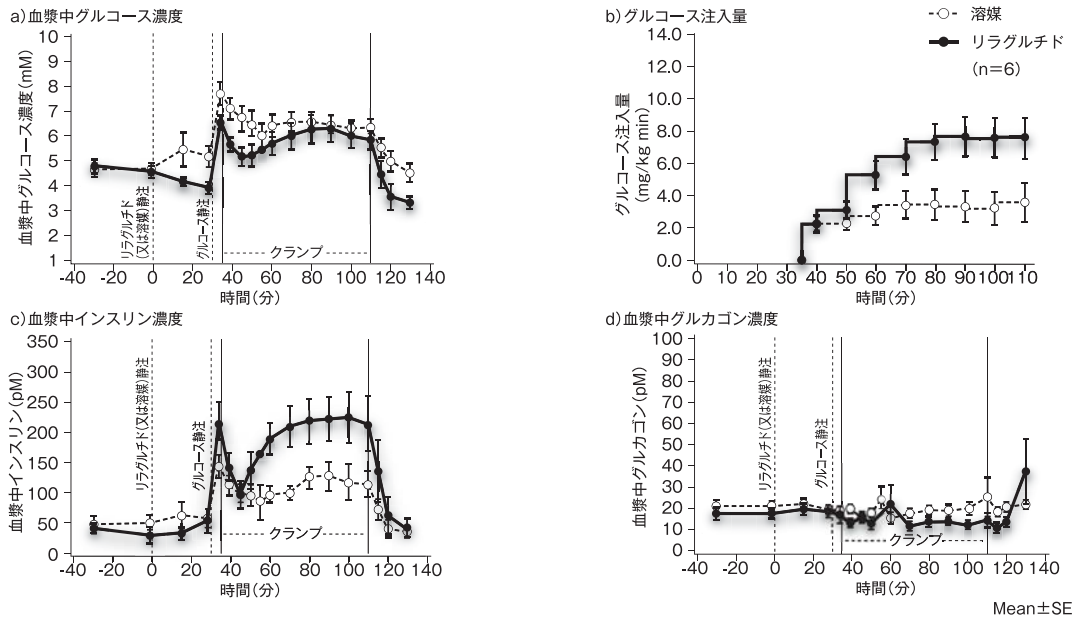 a)血漿中グルコース濃度
血漿中グルコース濃度(mM)
10
9
8
7
6
5
4
3
2
1
リラグルチド
(又は溶媒)静注
グルコース静注
クランプ
-40 -20 0 20 40 60 80 100 120 140
時間(分)
b)グルコース注入量
溶媒
リラグルチド
(n=6)
グルコース注入量
(mg/kg min)
14.0
12.0
10.0
8.0
6.0
4.0
2.0
0.0
0 10 20 30 40 50 60 70 80 90 100 110
時間(分)
c)血漿中インスリン濃度
血漿中インスリン(pM)
350
300
250
200
150
100
50
0
リラグルチド(又は溶媒)静注
グルコース静注
クランプ
-40 -20 0 20 40 60 80 100 120 140
時間(分)
d)血漿中グルカゴン濃度
血漿中グルカゴン(pM)
100
90
80
70
60
50
40
30
20
10
0
リラグルチド(又は溶媒)静注
グルコース静注
クランプ
-40 -20 0 20 40 60 80 100 120 140
時間(分)
Mean±SE